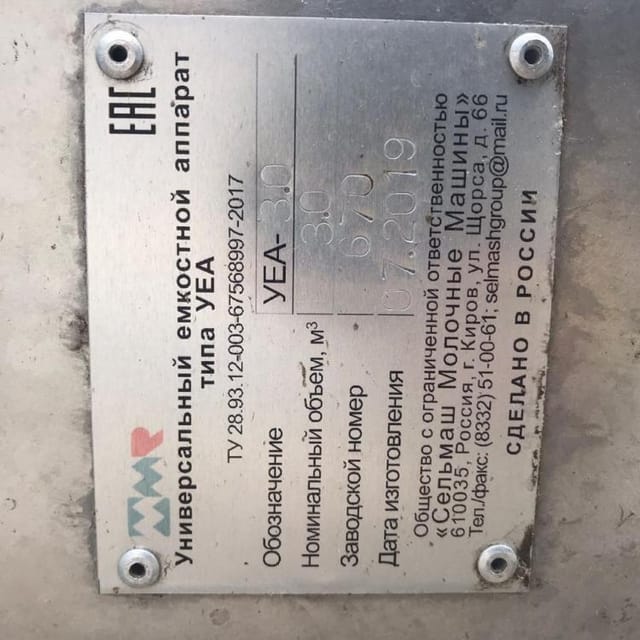 EAC
Универсальный емкостной аппарат
типа УЕА
ТУ 28.93.12-003-67568997-2017
Обозначение УЕА- 3.0
Номинальный объем, м³ 3.0
Заводской номер 670
Дата изготовления 07.2019
Общество с ограниченной ответственностью
«Сельмаш Молочные Машины»
610035, Россия, г. Киров, ул. Щорса, д. 66
Тел./факс: (8332) 51-00-61; selmashgroup@mail.ru
СДЕЛАНО В РОССИИ